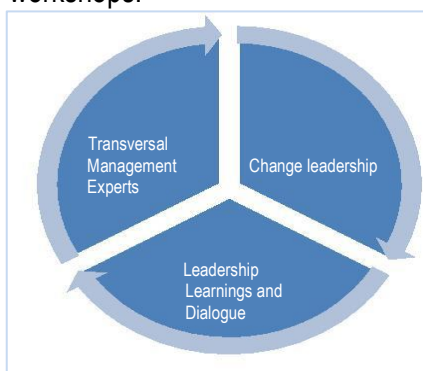 Transversal
Management
Experts
Change leadership
Leadership
Learnings and
Dialogue